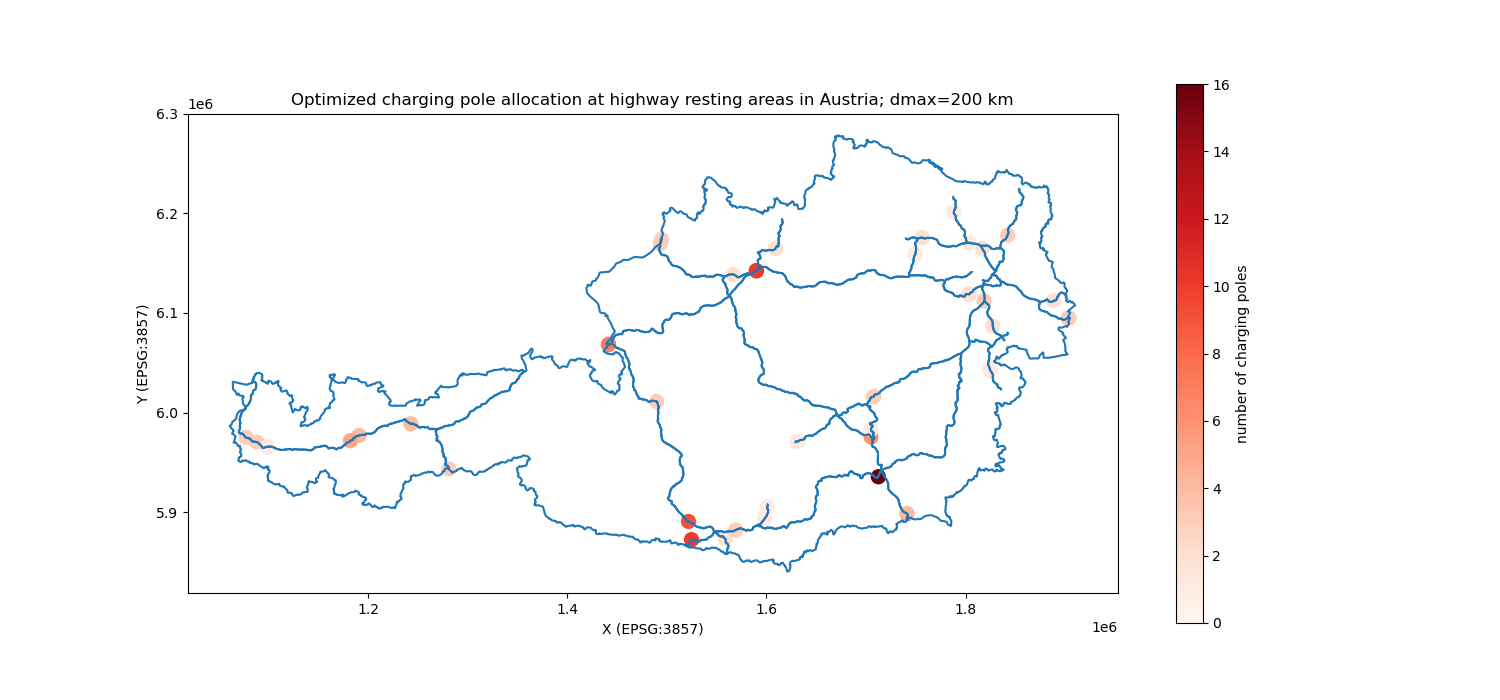 Optimized charging pole allocation at highway resting areas in Austria; dmax=200 km
1e6
6.3
6.2
6.1
6.0
5.9
Y (EPSG:3857)
1.2 1.4 1.6 1.8
X (EPSG:3857)
1e6
16
14
12
10
8
6
4
2
0
number of charging poles